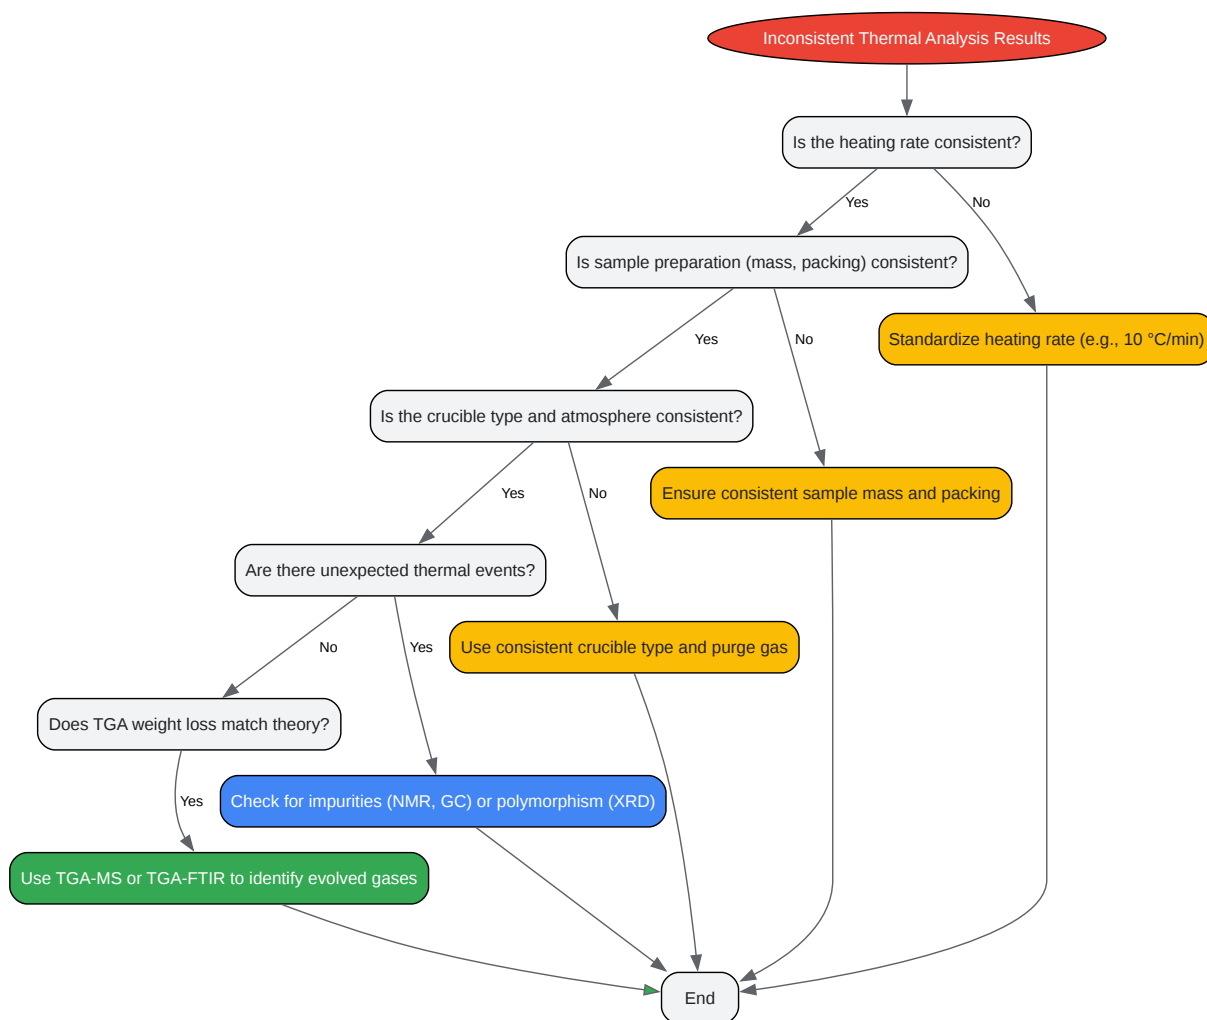 Inconsistent Thermal Analysis Results
Is the heating rate consistent?
Yes
No
Is sample preparation (mass, packing) consistent?
Yes
No
Standardize heating rate (e.g., 10 °C/min)
Is the crucible type and atmosphere consistent?
Yes
No
Ensure consistent sample mass and packing
Are there unexpected thermal events?
No
Yes
Use consistent crucible type and purge gas
Does TGA weight loss match theory?
Yes
Check for impurities (NMR, GC) or polymorphism (XRD)
Use TGA-MS or TGA-FTIR to identify evolved gases
End